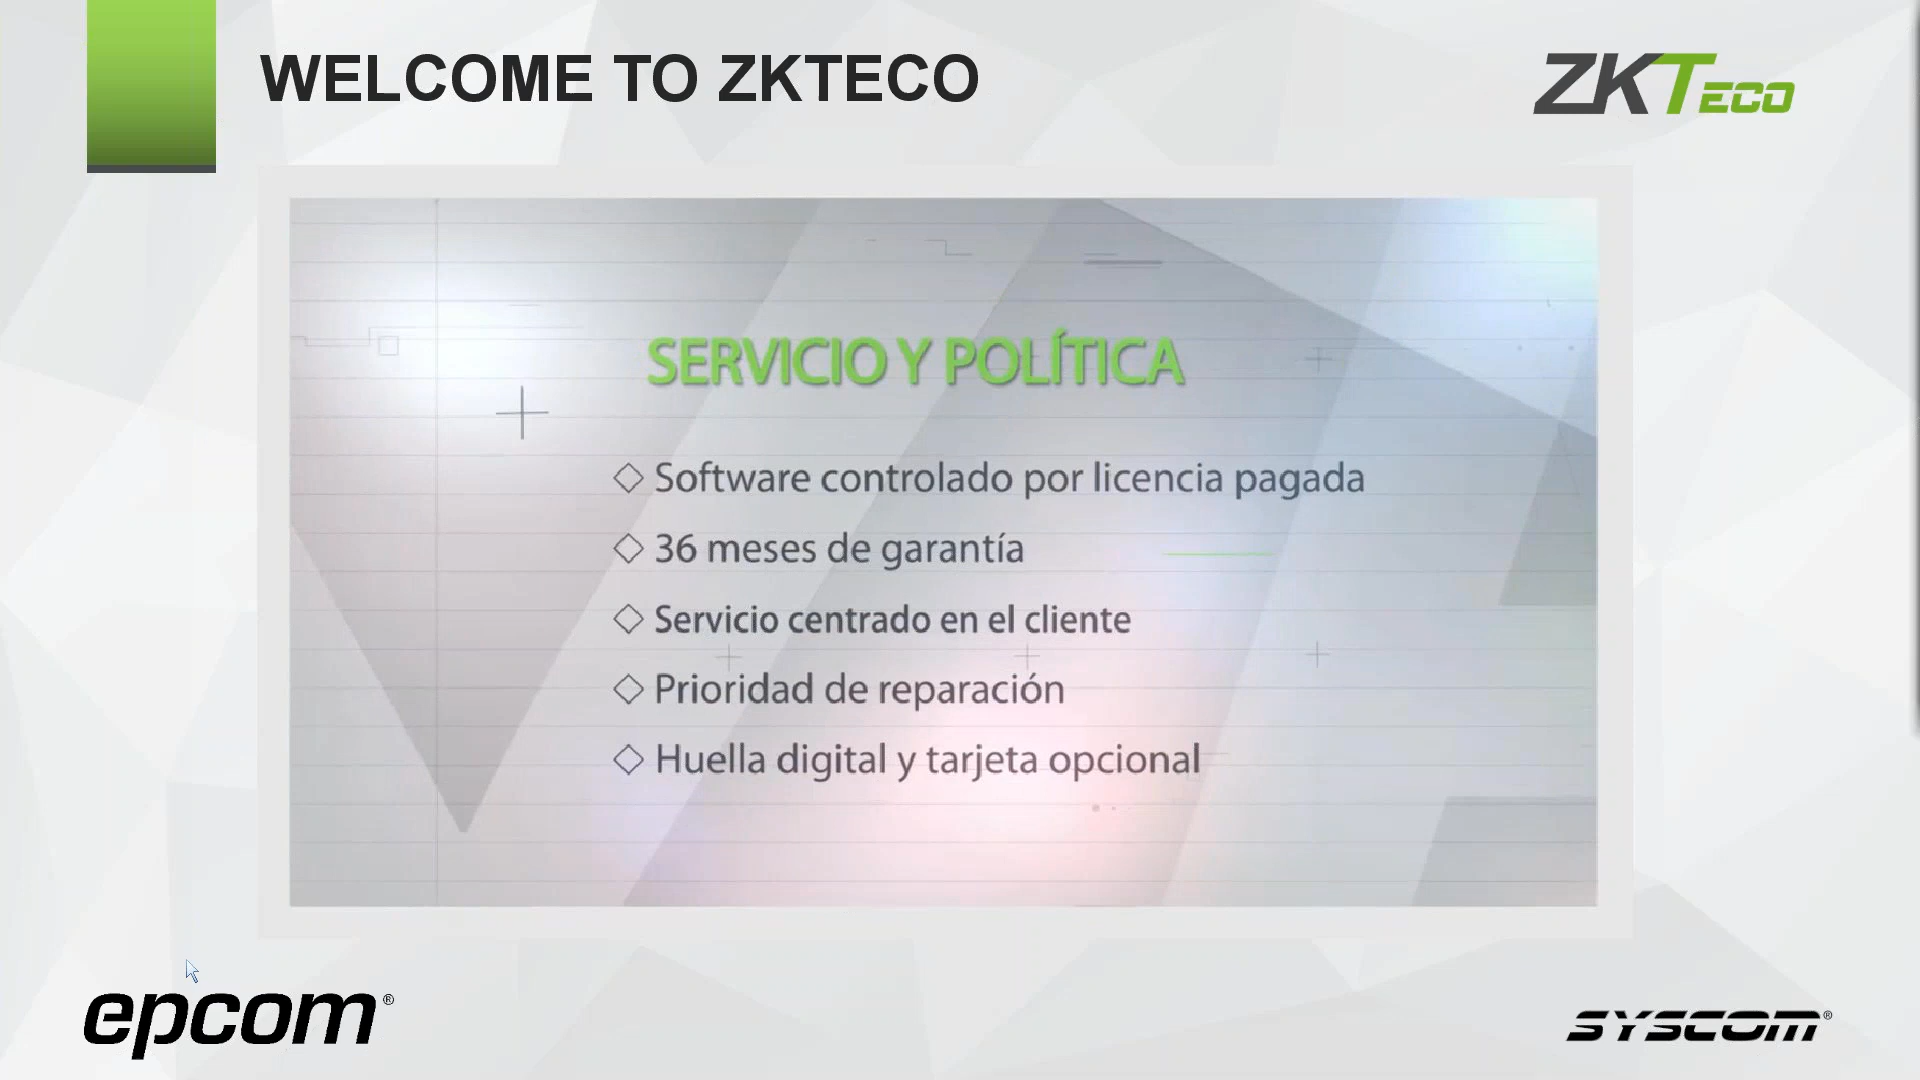 WELCOME TO ZKTECO
ZKTECO
SERVICIO Y POLÍTICA
◇ Software controlado por licencia pagada
◇ 36 meses de garantía
◇ Servicio centrado en el cliente
◇ Prioridad de reparación
◇ Huella digital y tarjeta opcional
epcom®
SYSCOM®